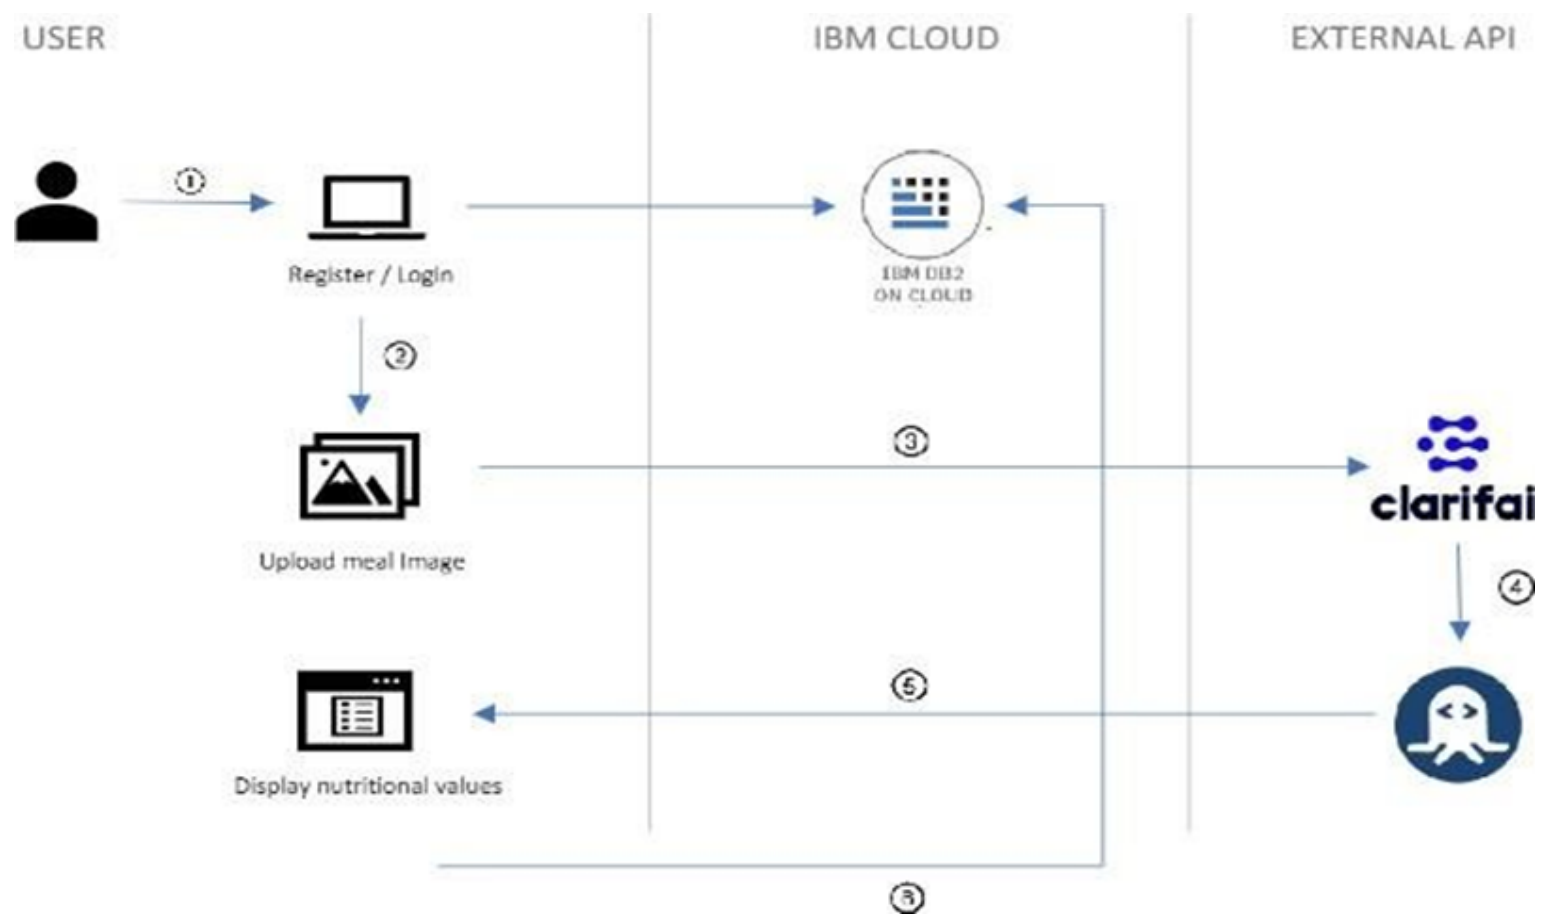 USER
IBM CLOUD
EXTERNAL API
①
Register / Login
IBM DB2
ON CLOUD
②
③
clarifai
Upload meal Image
④
⑤
< >
Display nutritional values